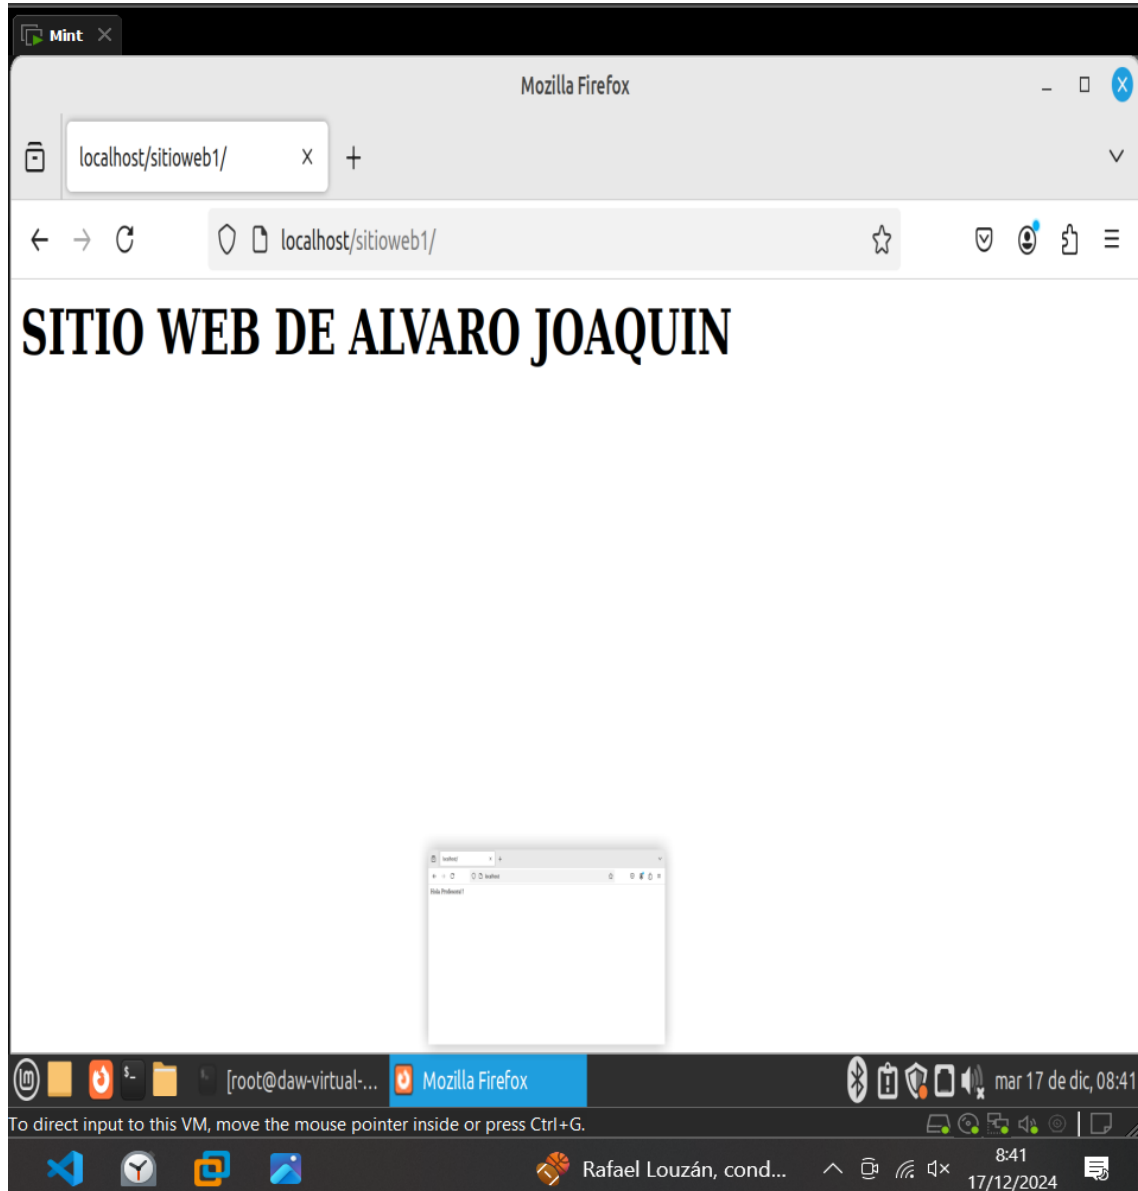 Mint
Mozilla Firefox
localhost/sitioweb1/
localhost/sitioweb1/
SITIO WEB DE ALVARO JOAQUIN
localhost/
localhost
[root@daw-virtual-...
Mozilla Firefox
mar 17 de dic, 08:41
To direct input to this VM, move the mouse pointer inside or press Ctrl+G.
Rafael Louzán, cond...
8:41
17/12/2024